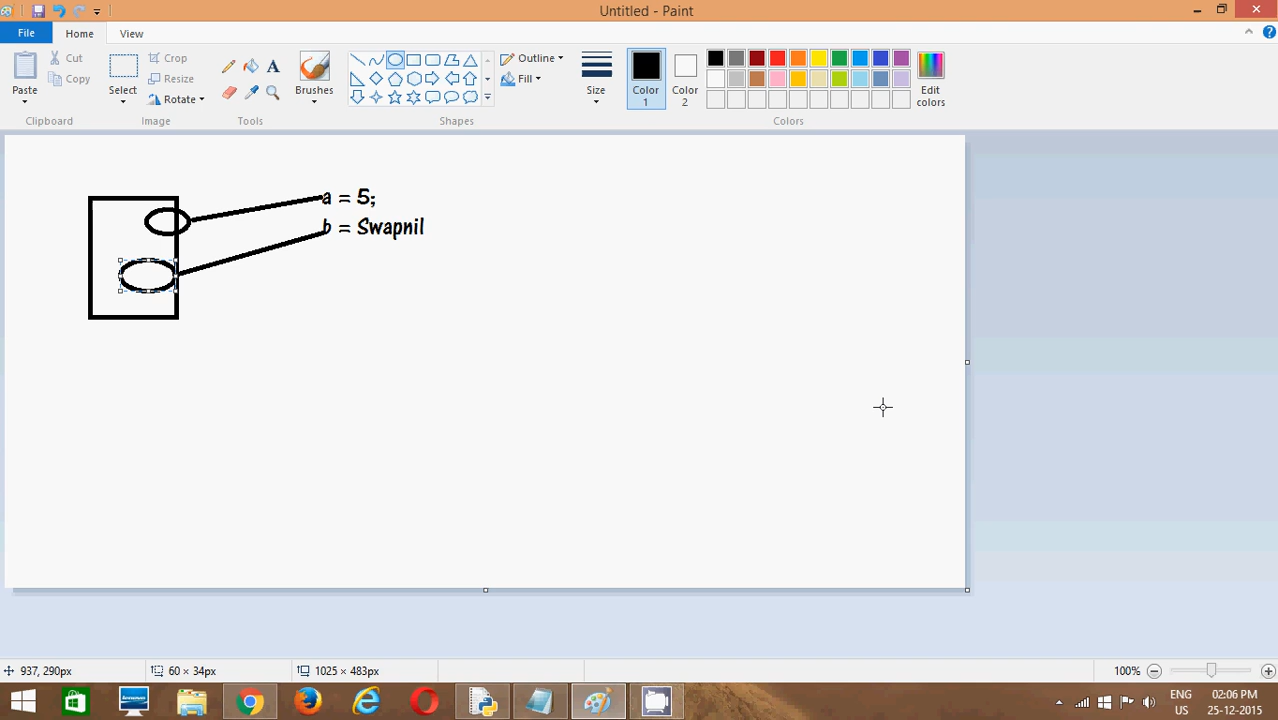 Untitled - Paint
File
Home
View
Paste
Cut
Copy
Clipboard
Select
Crop
Resize
Rotate
Image
A
Tools
Brushes
Shapes
Outline
Fill
Size
Color
1
Color
2
Colors
Edit
colors
a = 5;
b = Swapnil
937, 290px
60 × 34px
1025 × 483px
100%
ENG
US
02:06 PM
25-12-2015